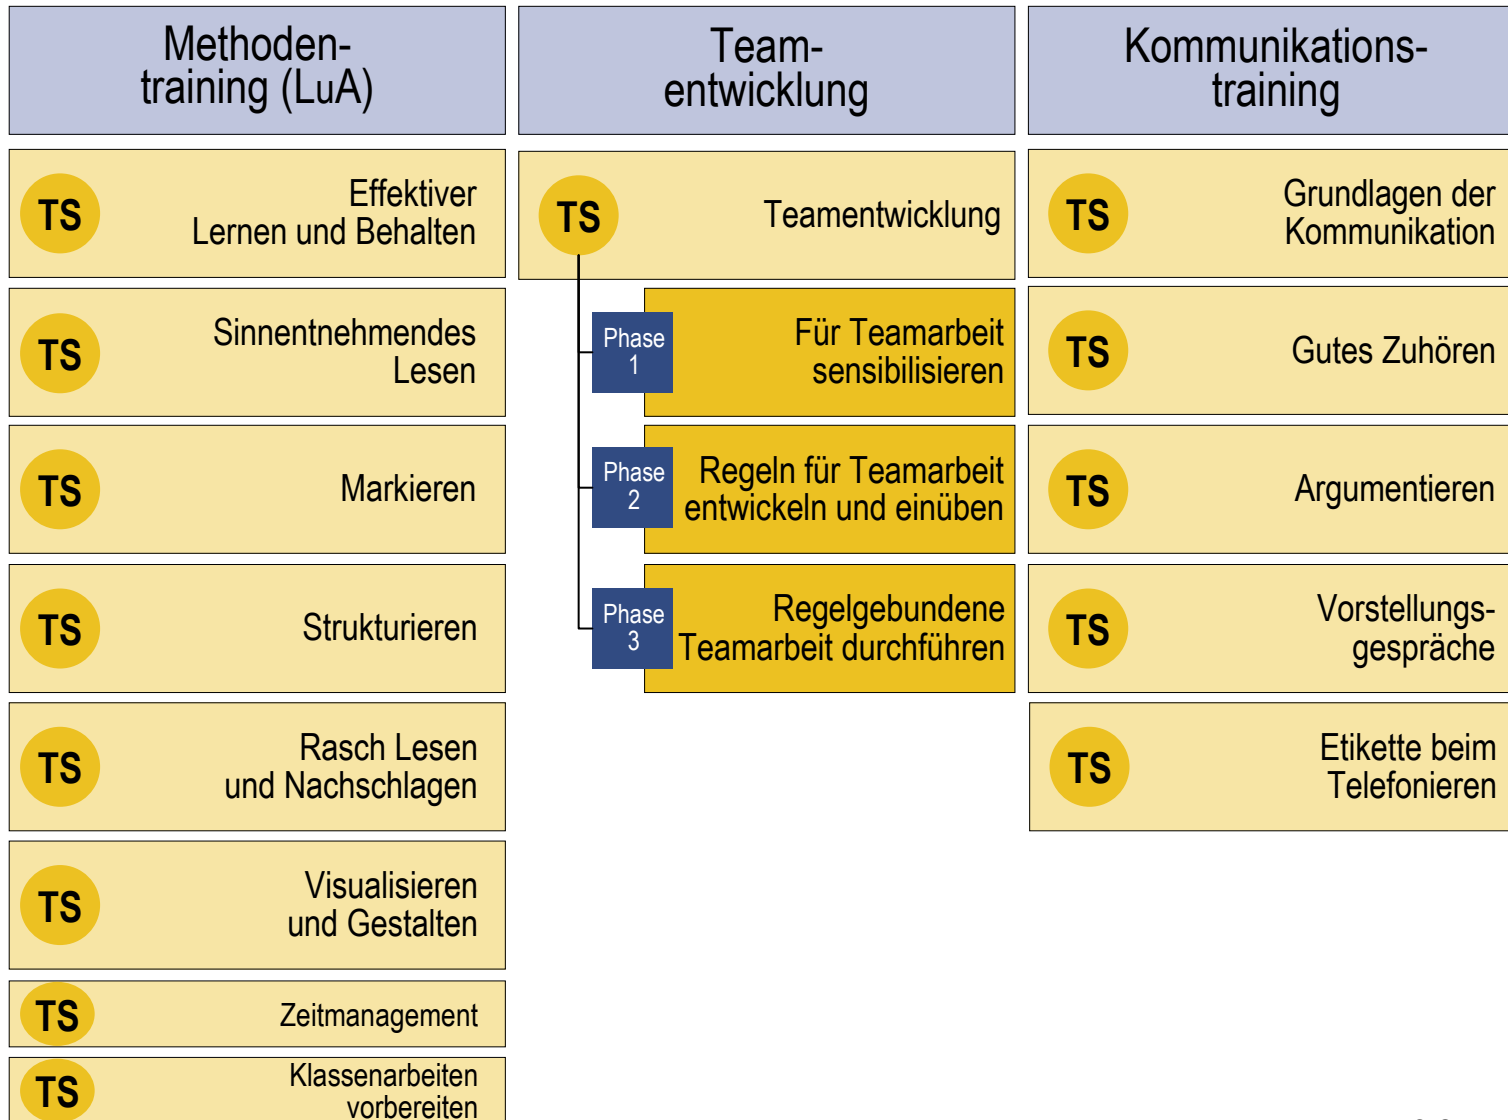 Methoden-
training (LuA)
TS
Effektiver
Lernen und Behalten
TS
Sinnentnehmendes
Lesen
TS
Markieren
TS
Strukturieren
TS
Rasch Lesen
und Nachschlagen
TS
Visualisieren
und Gestalten
TS
Zeitmanagement
TS
Klassenarbeiten
vorbereiten
Team-
entwicklung
TS
Teamentwicklung
Phase
1
Für Teamarbeit
sensibilisieren
Phase
2
Regeln für Teamarbeit
entwickeln und einüben
Phase
3
Regelgebundene
Teamarbeit durchführen
Kommunikations-
training
TS
Grundlagen der
Kommunikation
TS
Gutes Zuhören
TS
Argumentieren
TS
Vorstellungs-
gespräche
TS
Etikette beim
Telefonieren